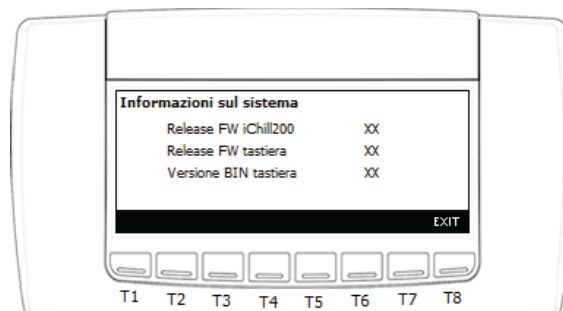 Informazioni sul sistema
Release FW iChill200 XX
Release FW tastiera XX
Versione BIN tastiera XX
EXIT
T1 T2 T3 T4 T5 T6 T7 T8